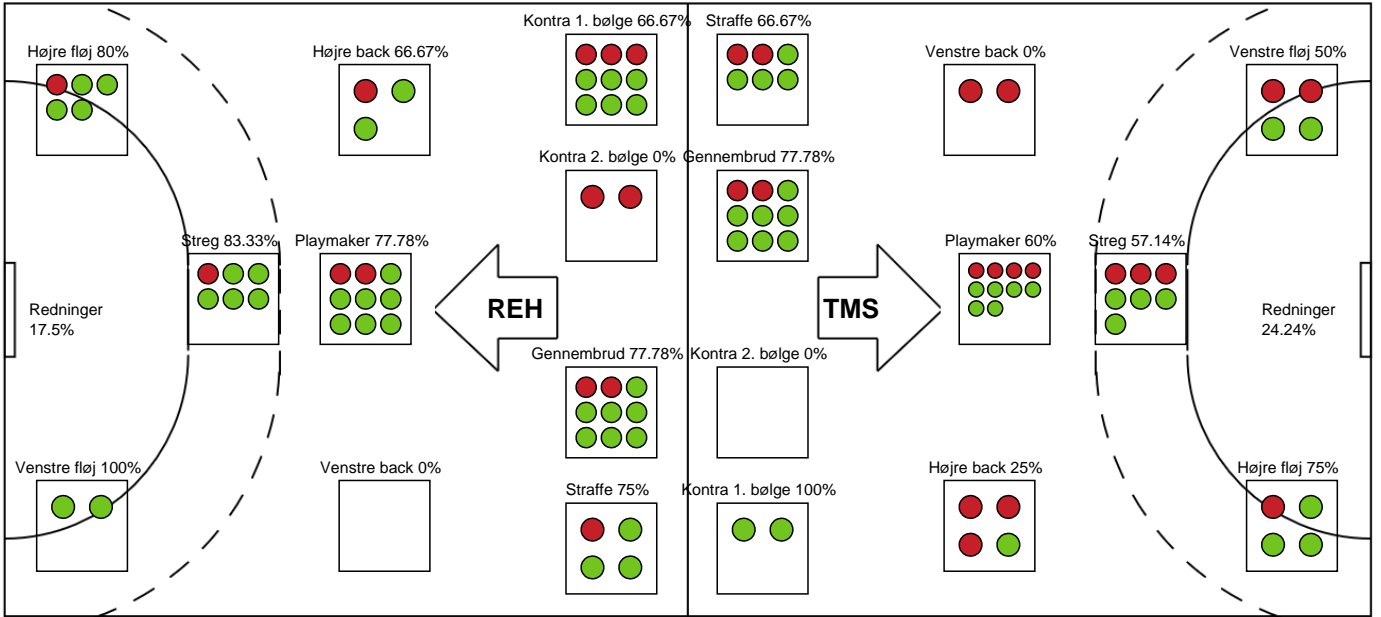 Kontra 1. bølge 66.67%
Straffe 66.67%
Højre fløj 80%
Højre back 66.67%
Venstre back 0%
Venstre fløj 50%
Kontra 2. bølge 0%
Gennembrud 77.78%
Streg 83.33%
Playmaker 77.78%
Playmaker 60%
Streg 57.14%
Redninger
17.5%
REH
TMS
Redninger
24.24%
Gennembrud 77.78%
Kontra 2. bølge 0%
Venstre fløj 100%
Venstre back 0%
Straffe 75%
Kontra 1. bølge 100%
Højre back 25%
Højre fløj 75%